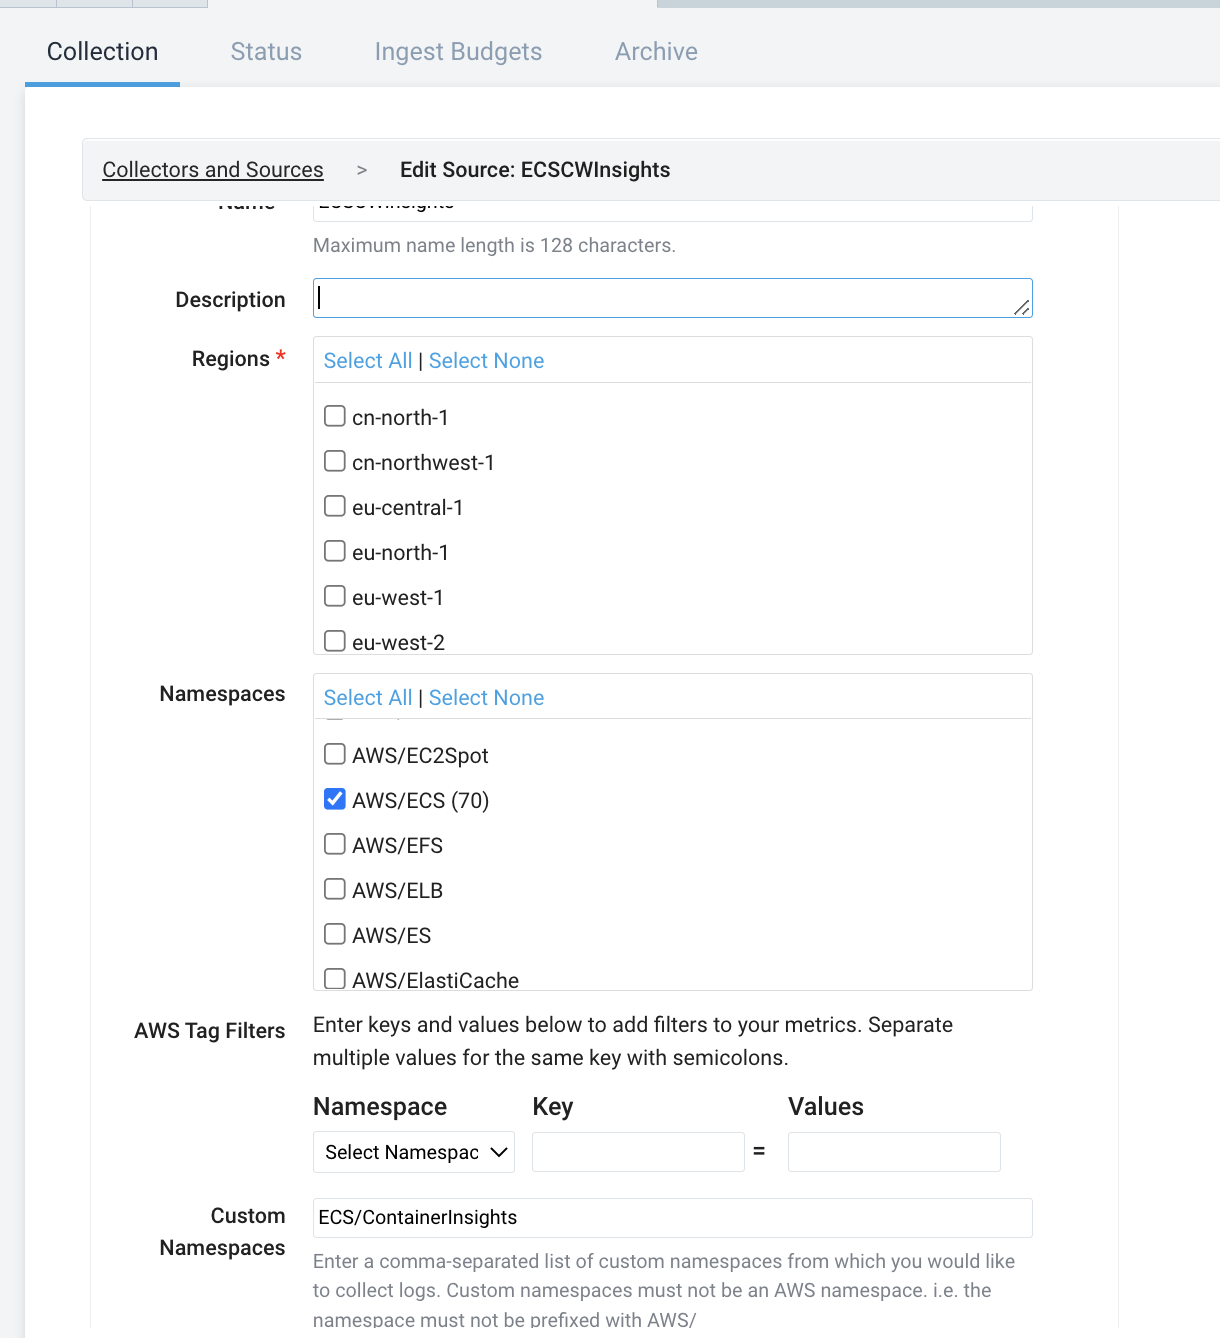 Collection Status Ingest Budgets Archive
Collectors and Sources > Edit Source: ECSCWInsights
Name ECSCWInsights
Maximum name length is 128 characters.
Description
Regions * Select All | Select None
cn-north-1
cn-northwest-1
eu-central-1
eu-north-1
eu-west-1
eu-west-2
Namespaces Select All | Select None
AWS/EC2Spot
AWS/ECS (70)
AWS/EFS
AWS/ELB
AWS/ES
AWS/ElastiCache
AWS Tag Filters Enter keys and values below to add filters to your metrics. Separate
multiple values for the same key with semicolons.
Namespace Key Values
Select Namespac =
Custom Namespaces ECS/ContainerInsights
Enter a comma-separated list of custom namespaces from which you would like
to collect logs. Custom namespaces must not be an AWS namespace. i.e. the
namespace must not be prefixed with AWS/